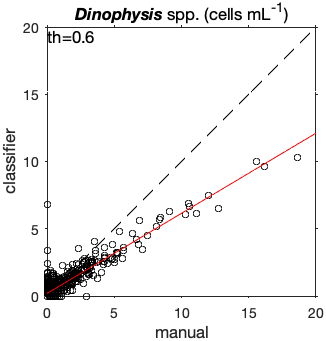 Dinophysis spp. (cells mL-1)
th=0.6
20
15
10
5
0
classifier
0 5 10 15 20
manual